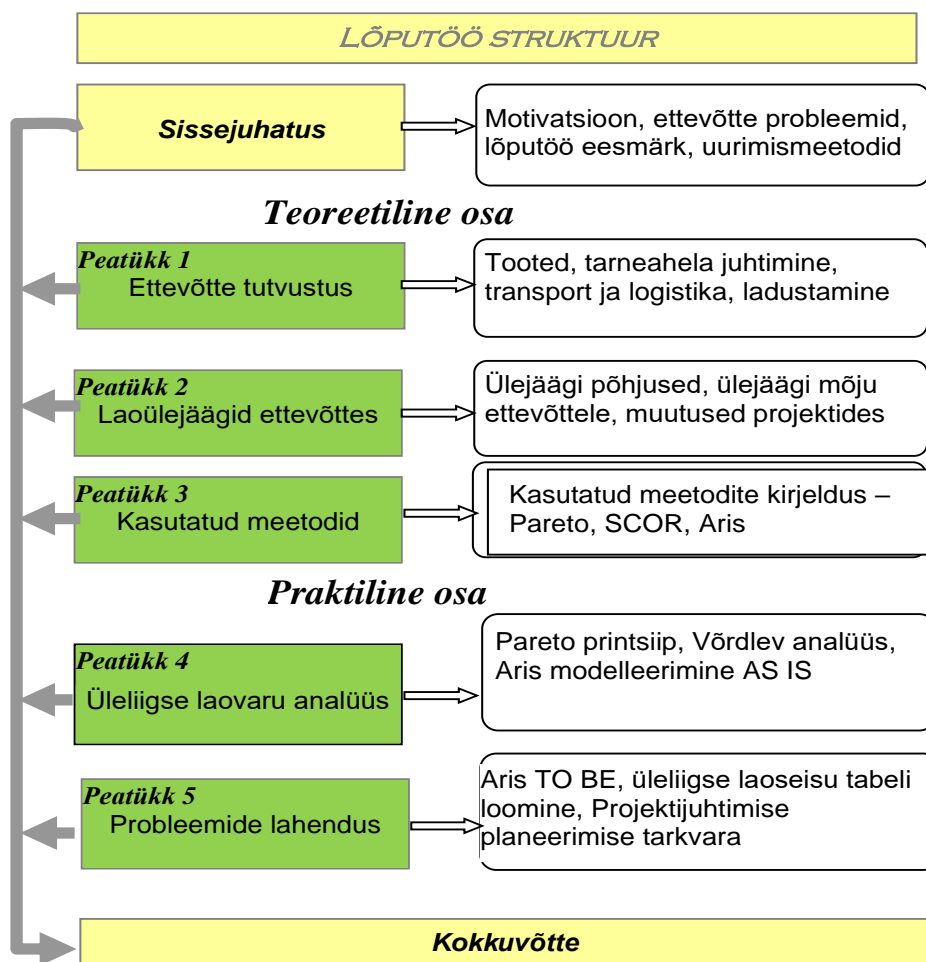 LÕPUTÖÖ STRUKTUUR
Sissejuhatus
Motivatsioon, ettevõtte probleemid,
lõputöö eesmärk, uurimismeetodid
Teoreetiline osa
Peatükk 1
Ettevõtte tutvustus
Tooted, tarneahela juhtimine,
transport ja logistika, ladustamine
Peatükk 2
Laoülejäägid ettevõttes
Ülejäägi põhjused, ülejäägi mõju
ettevõttele, muutused projektides
Peatükk 3
Kasutatud meetodid
Kasutatud meetodite kirjeldus –
Pareto, SCOR, Aris
Praktiline osa
Peatükk 4
Üleliigse laovaru analüüs
Pareto printsiip, Võrdlev analüüs,
Aris modelleerimine AS IS
Peatükk 5
Probleemide lahendus
Aris TO BE, üleliigse laoseisu tabeli
loomine, Projektijuhtimise
planeerimise tarkvara
Kokkuvõtte